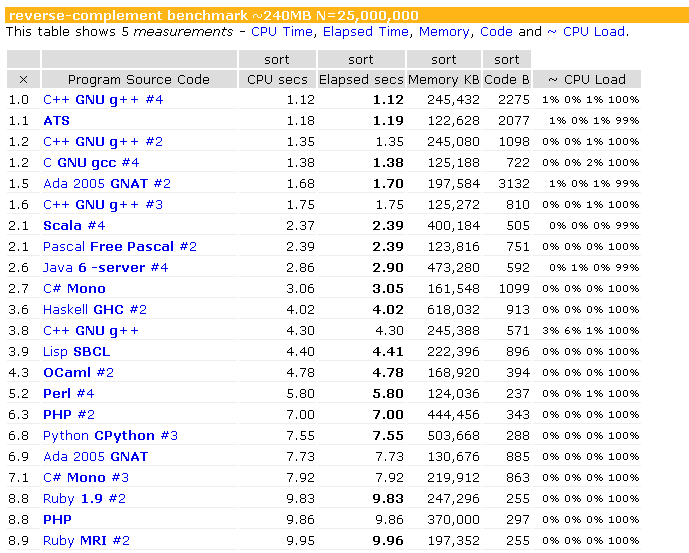 reverse-complement benchmark ~240MB N=25,000,000
This table shows 5 measurements - CPU Time, Elapsed Time, Memory, Code and ~ CPU Load.
sort sort sort sort
× Program Source Code CPU secs Elapsed secs Memory KB Code B ~ CPU Load
1.0 C++ GNU g++ #4 1.12 1.12 245,432 2275 1% 0% 1% 100%
1.1 ATS 1.18 1.19 122,628 2077 1% 0% 1% 99%
1.2 C++ GNU g++ #2 1.35 1.35 245,080 1098 0% 0% 1% 100%
1.2 C GNU gcc #4 1.38 1.38 125,188 722 0% 0% 2% 100%
1.5 Ada 2005 GNAT #2 1.68 1.70 197,584 3132 1% 0% 1% 99%
1.6 C++ GNU g++ #3 1.75 1.75 125,272 810 0% 0% 1% 100%
2.1 Scala #4 2.37 2.39 400,184 505 0% 0% 0% 99%
2.1 Pascal Free Pascal #2 2.39 2.39 123,816 751 0% 0% 0% 100%
2.6 Java 6 -server #4 2.86 2.90 473,280 592 0% 1% 0% 99%
2.7 C# Mono 3.06 3.05 161,548 1099 0% 0% 0% 100%
3.6 Haskell GHC #2 4.02 4.02 618,032 913 0% 0% 0% 100%
3.8 C++ GNU g++ 4.30 4.30 245,388 571 3% 6% 1% 100%
3.9 Lisp SBCL 4.40 4.41 222,396 896 0% 0% 0% 100%
4.3 OCaml #2 4.78 4.78 168,920 394 0% 0% 0% 100%
5.2 Perl #4 5.80 5.80 124,036 237 0% 0% 1% 100%
6.3 PHP #2 7.00 7.00 444,456 343 0% 0% 0% 100%
6.8 Python CPython #3 7.55 7.55 503,668 288 0% 0% 0% 100%
6.9 Ada 2005 GNAT 7.73 7.73 130,676 885 0% 0% 0% 100%
7.1 C# Mono #3 7.92 7.92 219,912 863 0% 0% 0% 100%
8.8 Ruby 1.9 #2 9.83 9.83 247,296 255 0% 0% 0% 100%
8.8 PHP 9.86 9.86 370,000 297 0% 0% 0% 100%
8.9 Ruby MRI #2 9.95 9.96 197,352 255 0% 0% 0% 100%